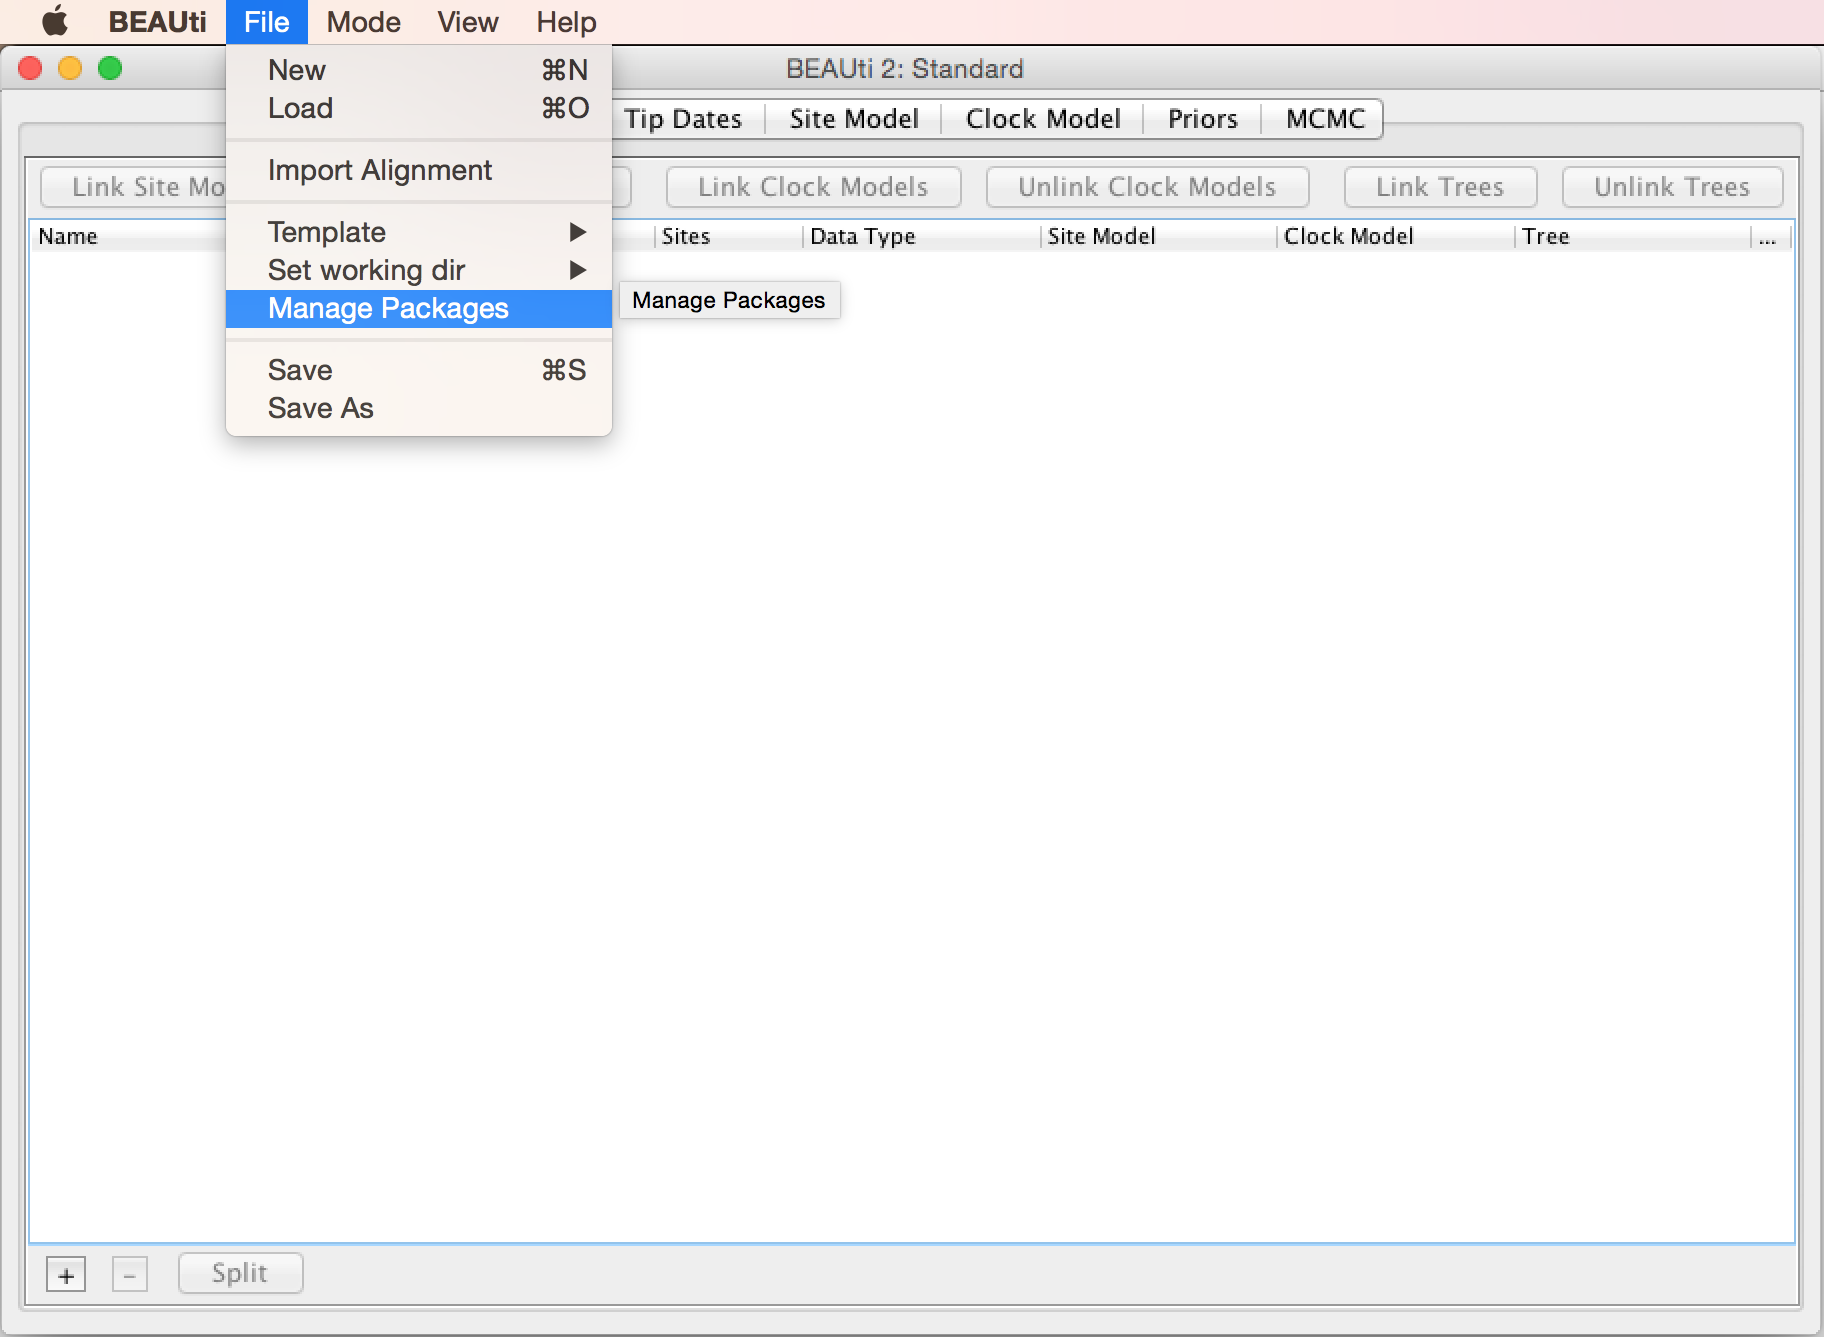 BEAUti File Mode View Help
BEAUti 2: Standard
New ⌘N
Load ⌘O
Import Alignment
Template ▶
Set working dir ▶
Manage Packages
Save ⌘S
Save As
Manage Packages
Tip Dates Site Model Clock Model Priors MCMC
Link Site Mo Link Clock Models Unlink Clock Models Link Trees Unlink Trees
Name Sites Data Type Site Model Clock Model Tree ...
+ - Split